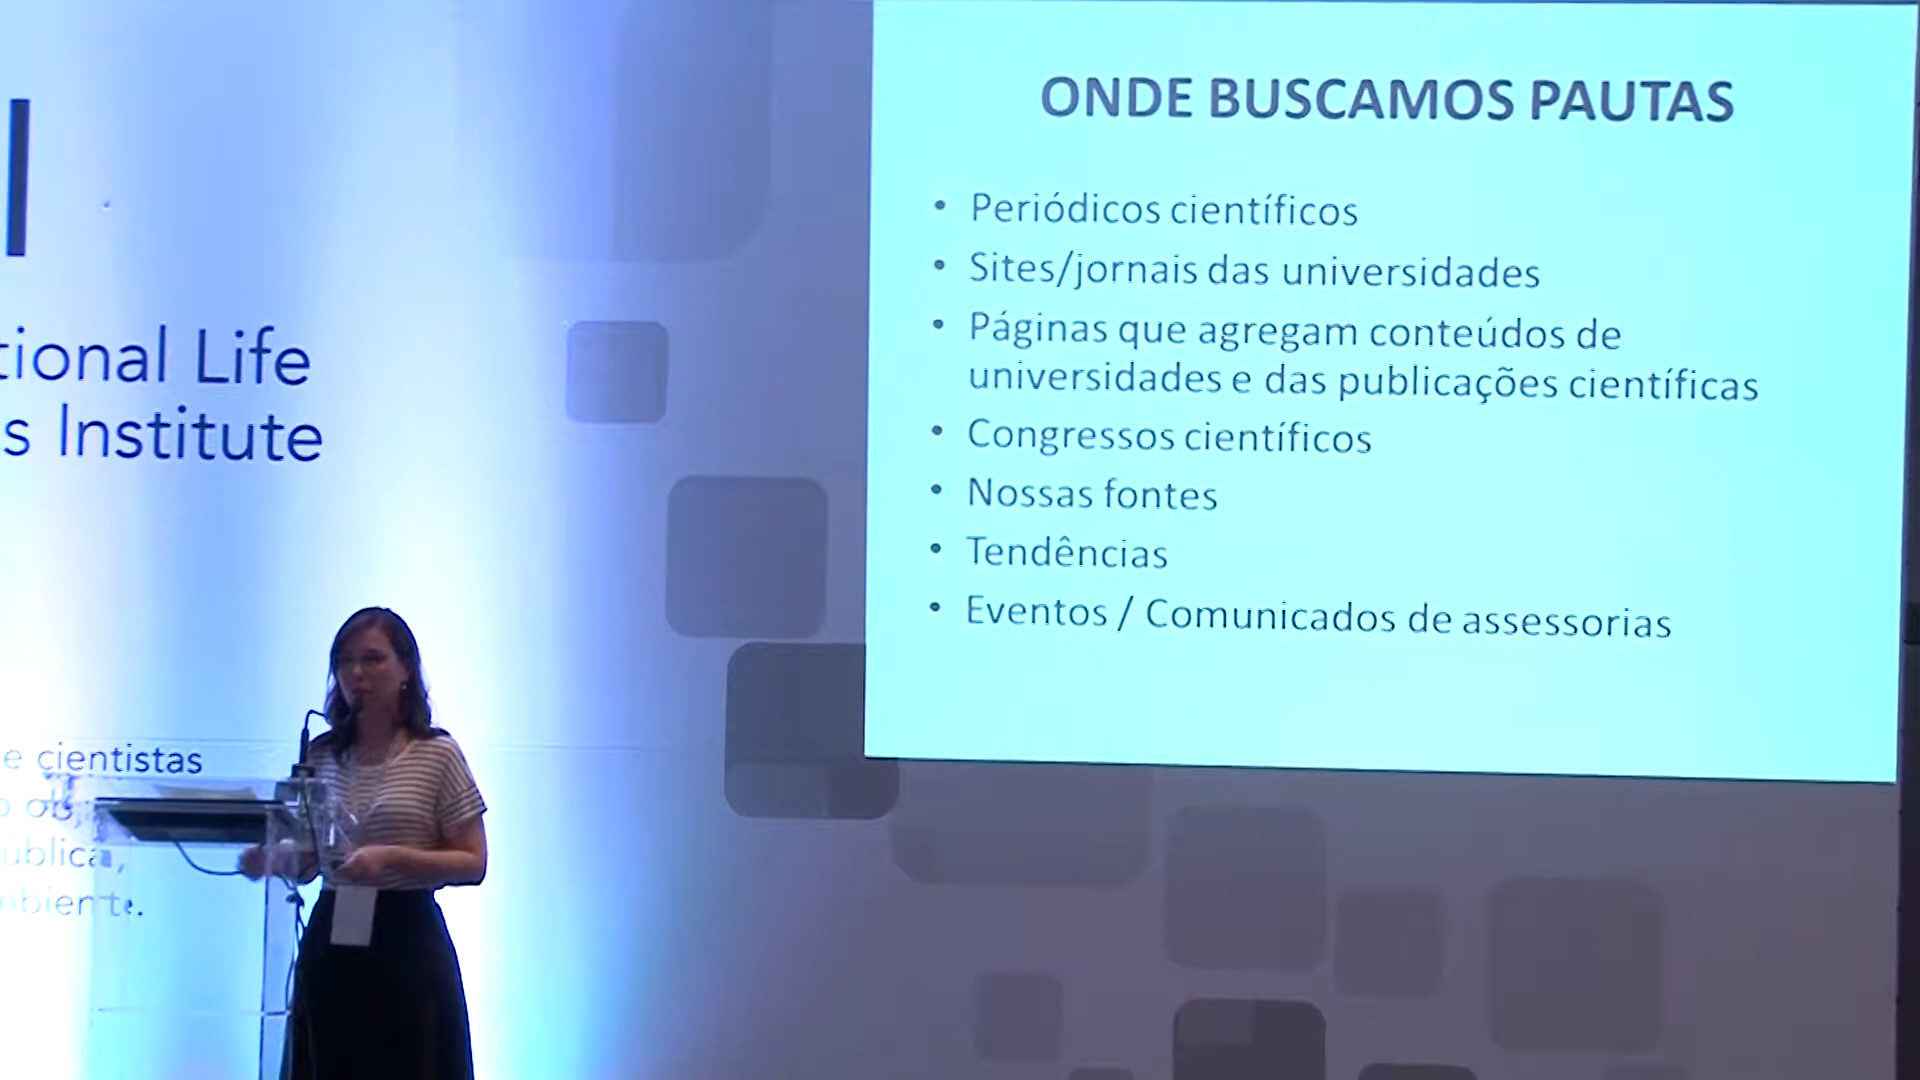 ONDE BUSCAMOS PAUTAS
• Periódicos científicos
• Sites/jornais das universidades
• Páginas que agregam conteúdos de
universidades e das publicações científicas
• Congressos científicos
• Nossas fontes
• Tendências
• Eventos / Comunicados de assessorias
I
tional Life
s Institute
e cientistas